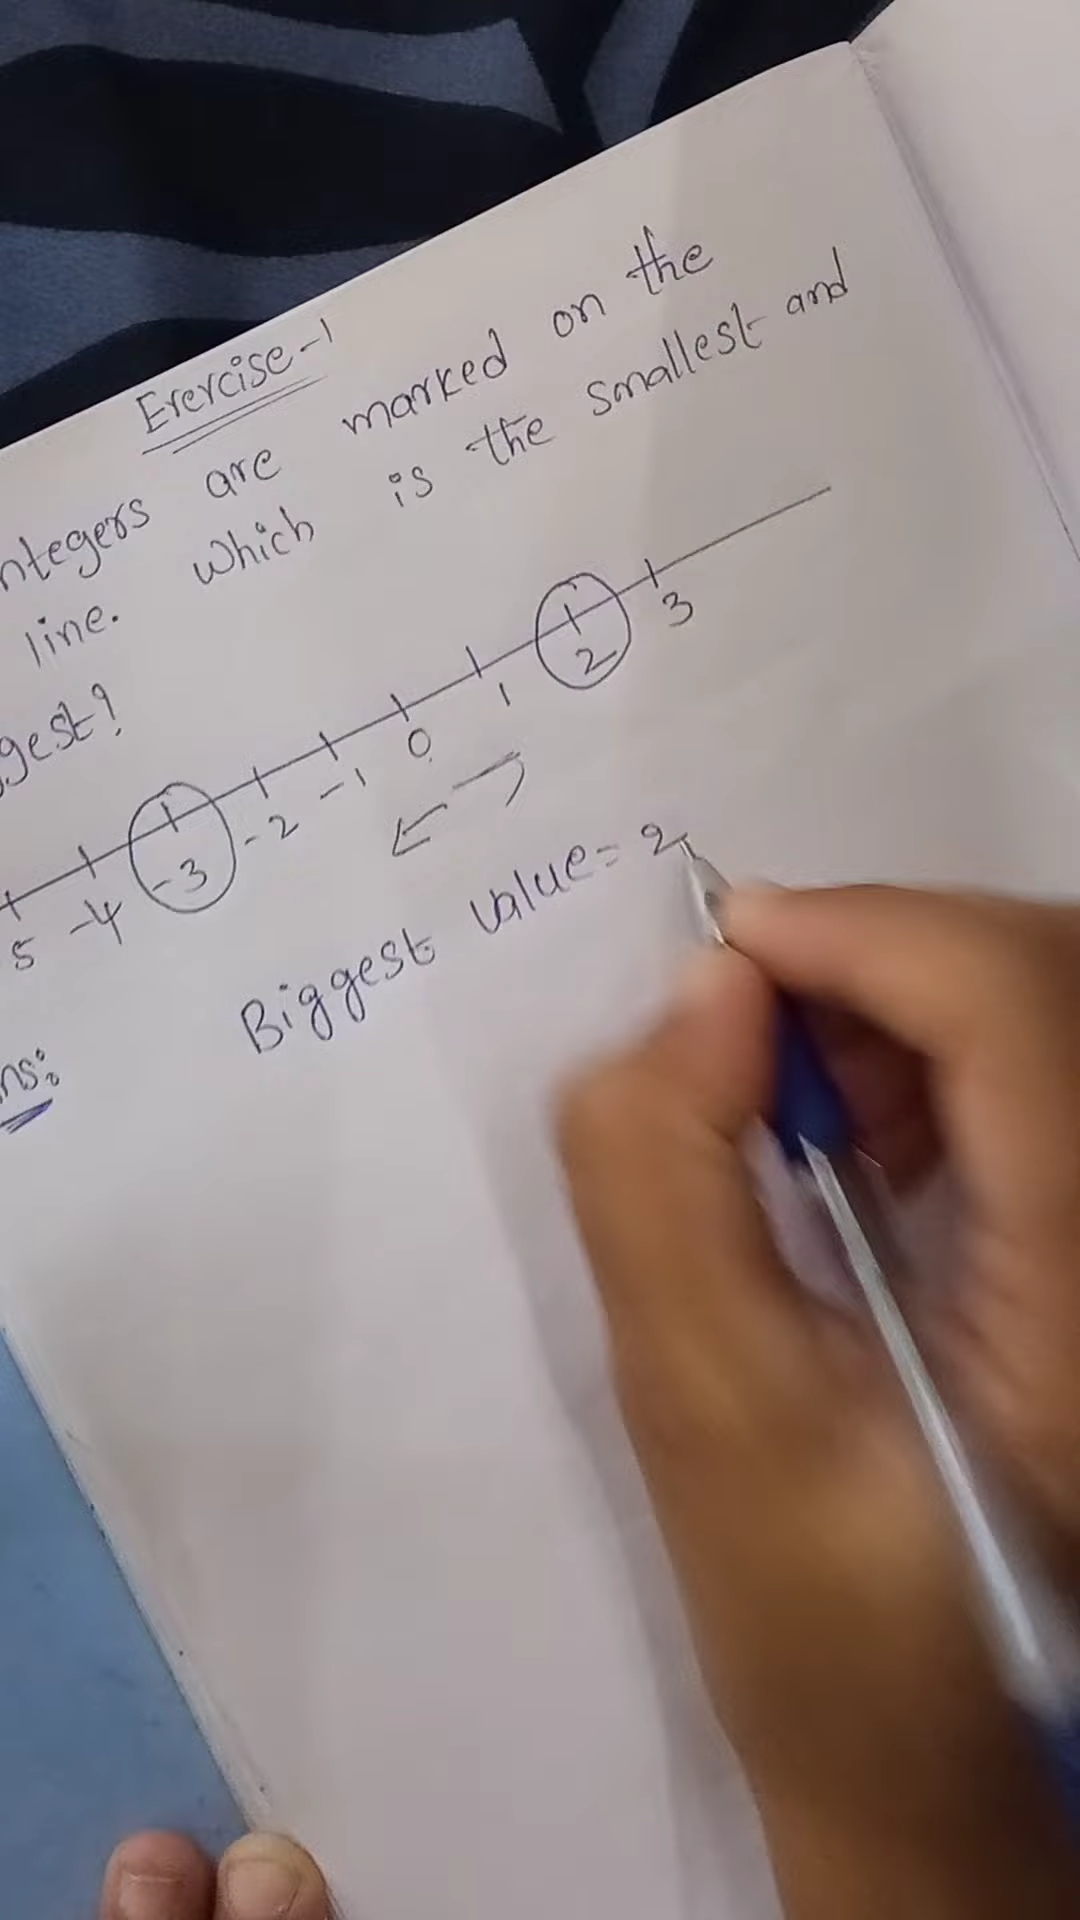 Erercise-1
ntegers are marked on the
line. Which is the smallest and
gest?
5 -4 -3 -2 -1 0 1 2 3
ns:
Biggest value = 2